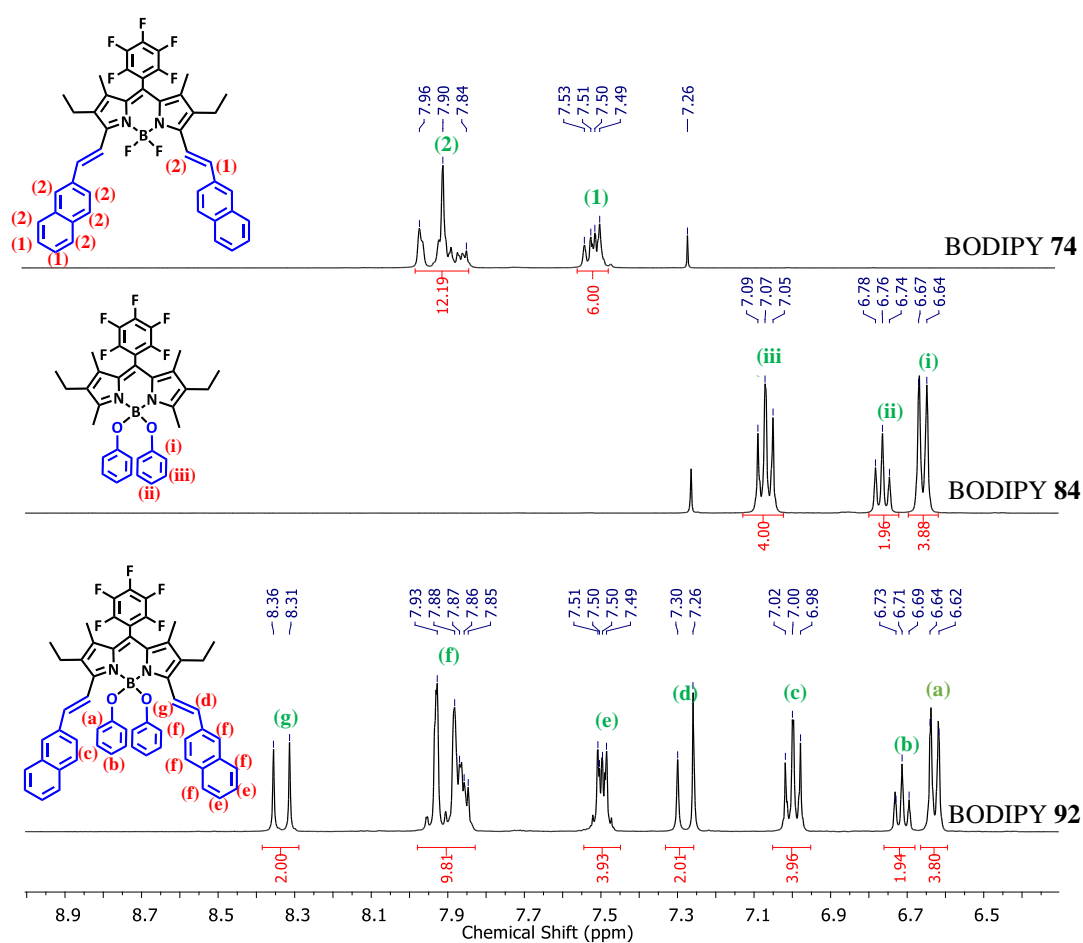 F
F F
F F
N N
B
F F
(2) (1)
(2) (2)
(2) (2)
(1) (2)
(1)
7.96
7.90
7.84
7.53
7.51
7.50
7.49
7.26
(2)
(1)
12.19
6.00
BODIPY 74
F
F F
F F
N N
B
O O
(i)
(iii)
(ii)
7.09
7.07
7.05
6.78
6.76
6.74
6.67
6.64
(iii
(ii)
(i)
4.00
1.96
3.88
BODIPY 84
F
F F
F F
N N
B
O O
(g) (d)
(a)
(f) (f)
(c) (b)
(f) (f)
(f) (e)
(e)
8.36
8.31
7.93
7.88
7.87
7.86
7.85
7.51
7.50
7.50
7.49
7.30
7.26
7.02
7.00
6.98
6.73
6.71
6.69
6.64
6.62
(g)
(f)
(e)
(d)
(c)
(b)
(a)
BODIPY 92
2.00
9.81
3.93
2.01
3.96
1.94
3.80
8.9 8.7 8.5 8.3 8.1 7.9 7.7 7.5 7.3 7.1 6.9 6.7 6.5
Chemical Shift (ppm)